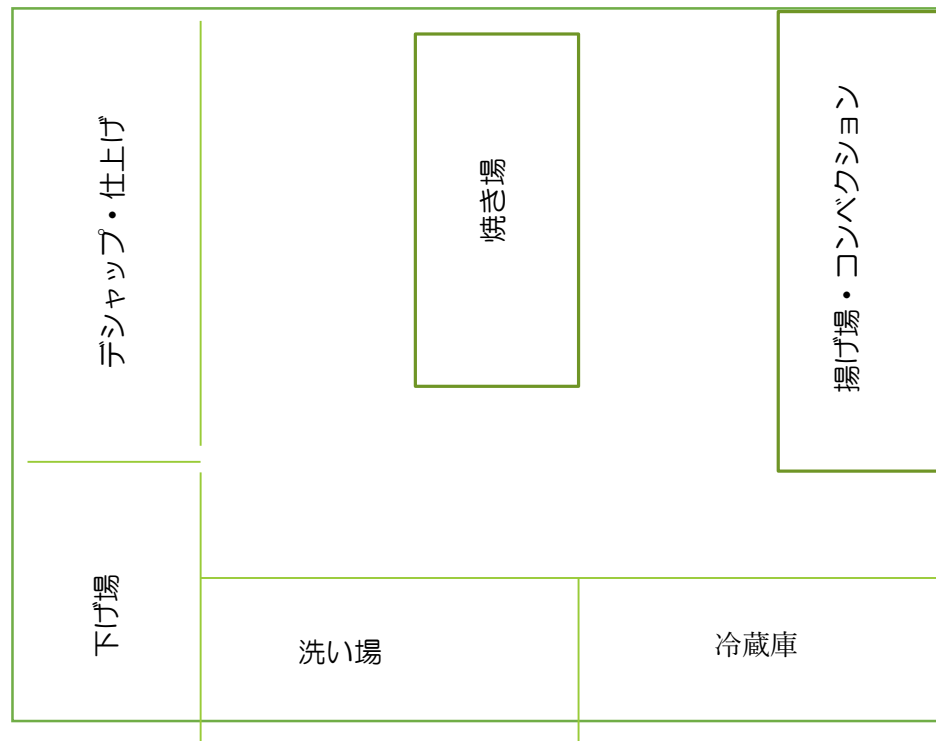 デシャップ・仕上げ
焼き場
揚げ場・コンベクション
下げ場
洗い場
冷蔵庫